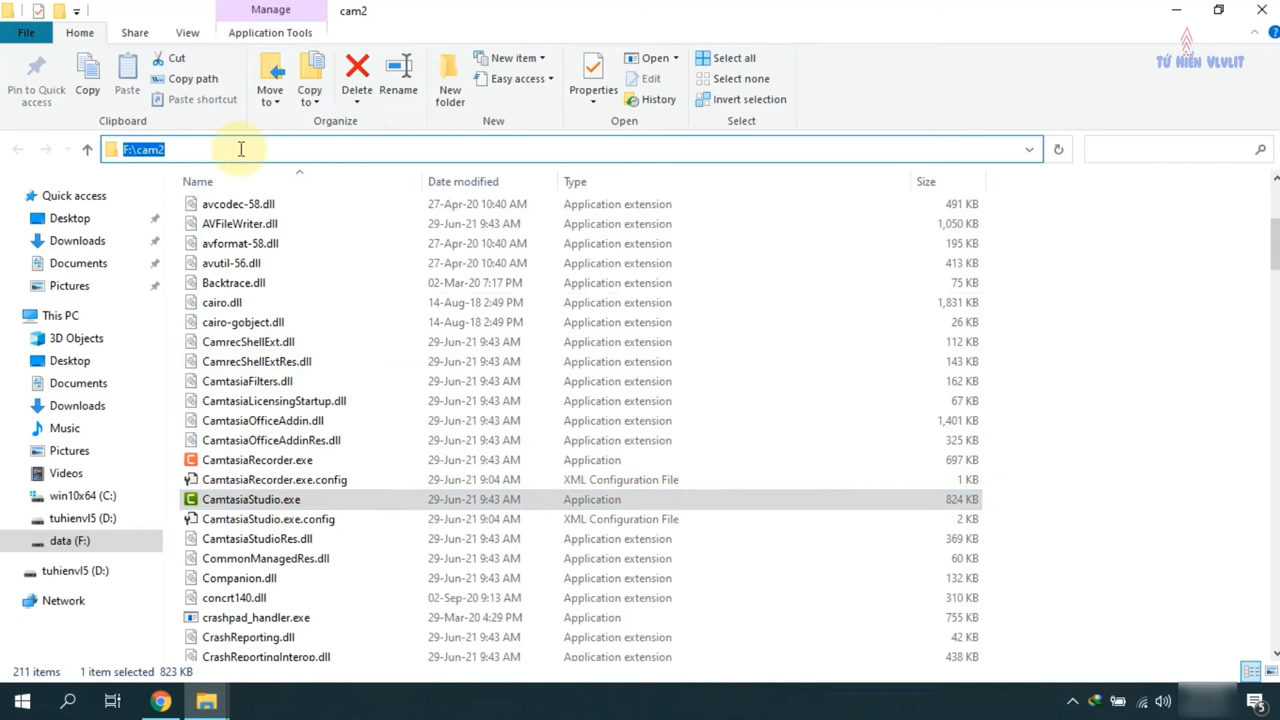 Manage
cam2
File
Home
Share
View
Application Tools
Pin to Quick access
Copy
Paste
Cut
Copy path
Paste shortcut
Clipboard
Move to
Copy to
Delete
Rename
Organize
New folder
New item
Easy access
New
Properties
Open
Edit
History
Open
Select all
Select none
Invert selection
Select
TỨ HIỀN VLVLIT
F:\cam2
Name
Date modified
Type
Size
Quick access
Desktop
Downloads
Documents
Pictures
This PC
3D Objects
Desktop
Documents
Downloads
Music
Pictures
Videos
win10x64 (C:)
tuhienvl5 (D:)
data (F:)
tuhienvl5 (D:)
Network
avcodec-58.dll 27-Apr-20 10:40 AM Application extension 491 KB
AVFileWriter.dll 29-Jun-21 9:43 AM Application extension 1,050 KB
avformat-58.dll 27-Apr-20 10:40 AM Application extension 195 KB
avutil-56.dll 27-Apr-20 10:40 AM Application extension 413 KB
Backtrace.dll 02-Mar-20 7:17 PM Application extension 75 KB
cairo.dll 14-Aug-18 2:49 PM Application extension 1,831 KB
cairo-gobject.dll 14-Aug-18 2:49 PM Application extension 26 KB
CamrecShellExt.dll 29-Jun-21 9:43 AM Application extension 112 KB
CamrecShellExtRes.dll 29-Jun-21 9:43 AM Application extension 143 KB
CamtasiaFilters.dll 29-Jun-21 9:43 AM Application extension 162 KB
CamtasiaLicensingStartup.dll 29-Jun-21 9:43 AM Application extension 67 KB
CamtasiaOfficeAddin.dll 29-Jun-21 9:43 AM Application extension 1,401 KB
CamtasiaOfficeAddinRes.dll 29-Jun-21 9:43 AM Application extension 325 KB
CamtasiaRecorder.exe 29-Jun-21 9:43 AM Application 697 KB
CamtasiaRecorder.exe.config 29-Jun-21 9:04 AM XML Configuration File 1 KB
CamtasiaStudio.exe 29-Jun-21 9:43 AM Application 824 KB
CamtasiaStudio.exe.config 29-Jun-21 9:04 AM XML Configuration File 2 KB
CamtasiaStudioRes.dll 29-Jun-21 9:43 AM Application extension 369 KB
CommonManagedRes.dll 29-Jun-21 9:43 AM Application extension 60 KB
Companion.dll 29-Jun-21 9:43 AM Application extension 132 KB
concrt140.dll 02-Sep-20 9:13 AM Application extension 310 KB
crashpad_handler.exe 29-Mar-20 4:29 PM Application 755 KB
CrashReporting.dll 29-Jun-21 9:43 AM Application extension 42 KB
CrashReportingInterop.dll 29-Jun-21 9:43 AM Application extension 438 KB
211 items 1 item selected 823 KB
5